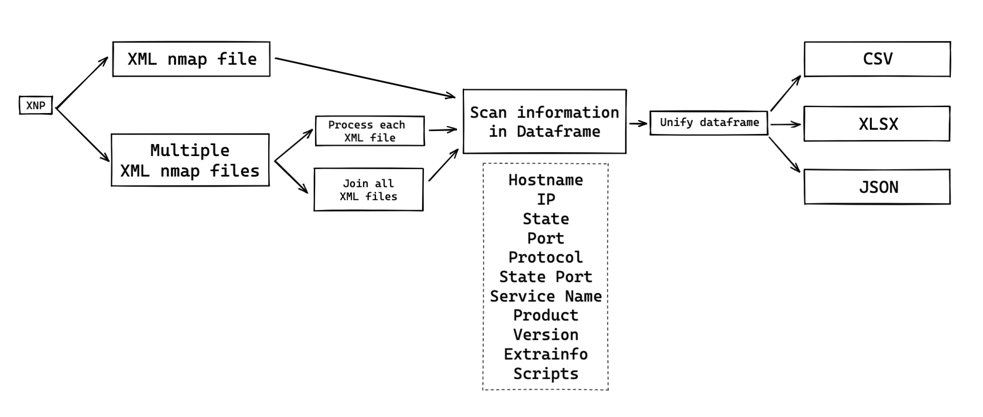 XNP
XML nmap file
Multiple
XML nmap files
Process each
XML file
Join all
XML files
Scan information
in Dataframe
Hostname
IP
State
Port
Protocol
State Port
Service Name
Product
Version
Extrainfo
Scripts
Unify dataframe
CSV
XLSX
JSON